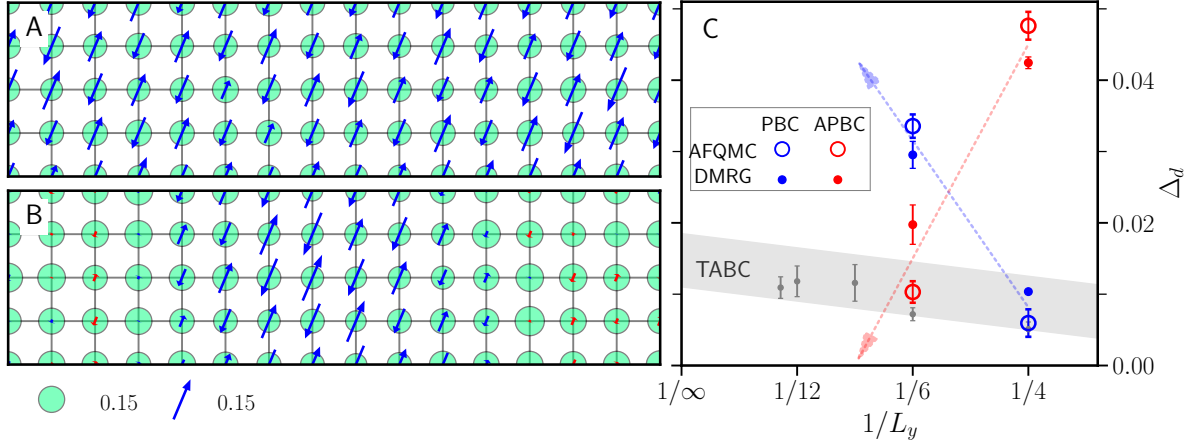 A
B
0.15
0.15
C
PBC APBC
AFQMC
DMRG
TABC
0.04
0.02
0.00
Δ_d
1/∞
1/12
1/6
1/4
1/L_y